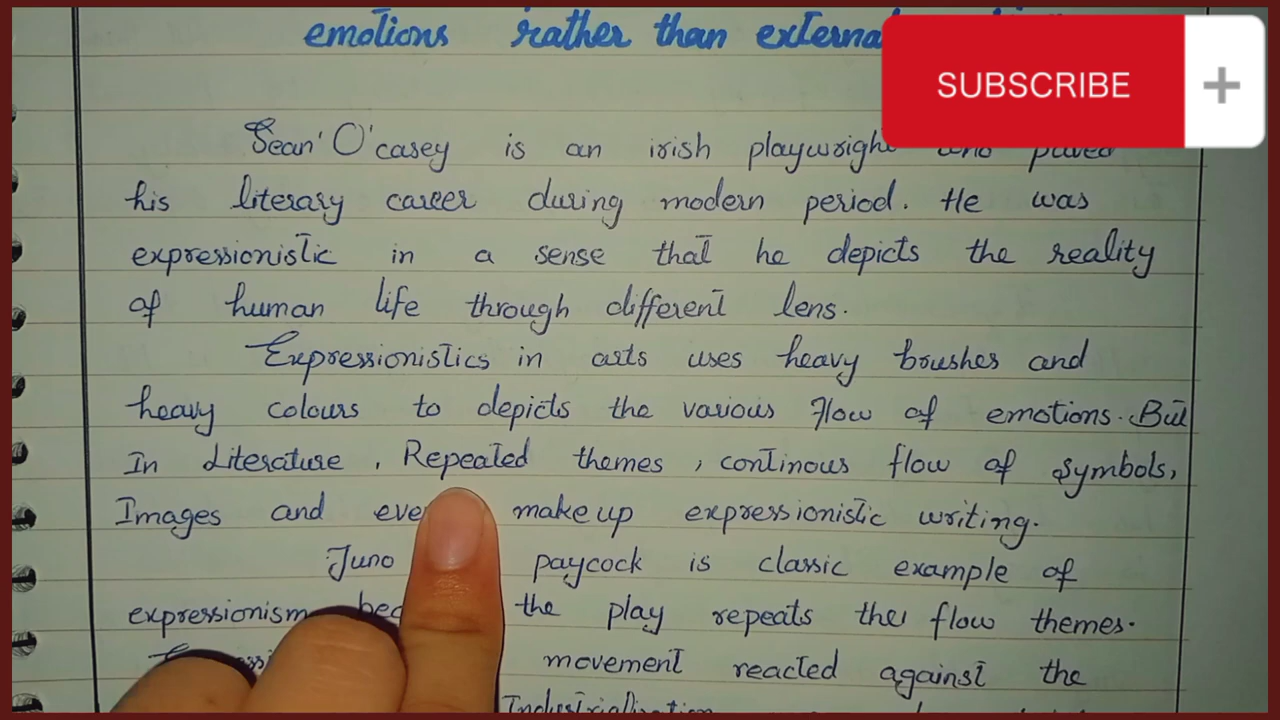 emotions rather than
SUBSCRIBE +
Sean' O'casey is an irish playwright who paved
his literary career during modern period. He was
expressionistic in a sense that he depicts the reality
of human life through different lens.
Expressionistics in arts uses heavy brushes and
heavy colours to depicts the various flow of emotions. But
In Literature, Repeated themes, continous flow of symbols,
Images and make up expressionistic writing.
Juno paycock is classic example of
expressionism the play repeats the flow themes.
movement reacted against the
Industrialization